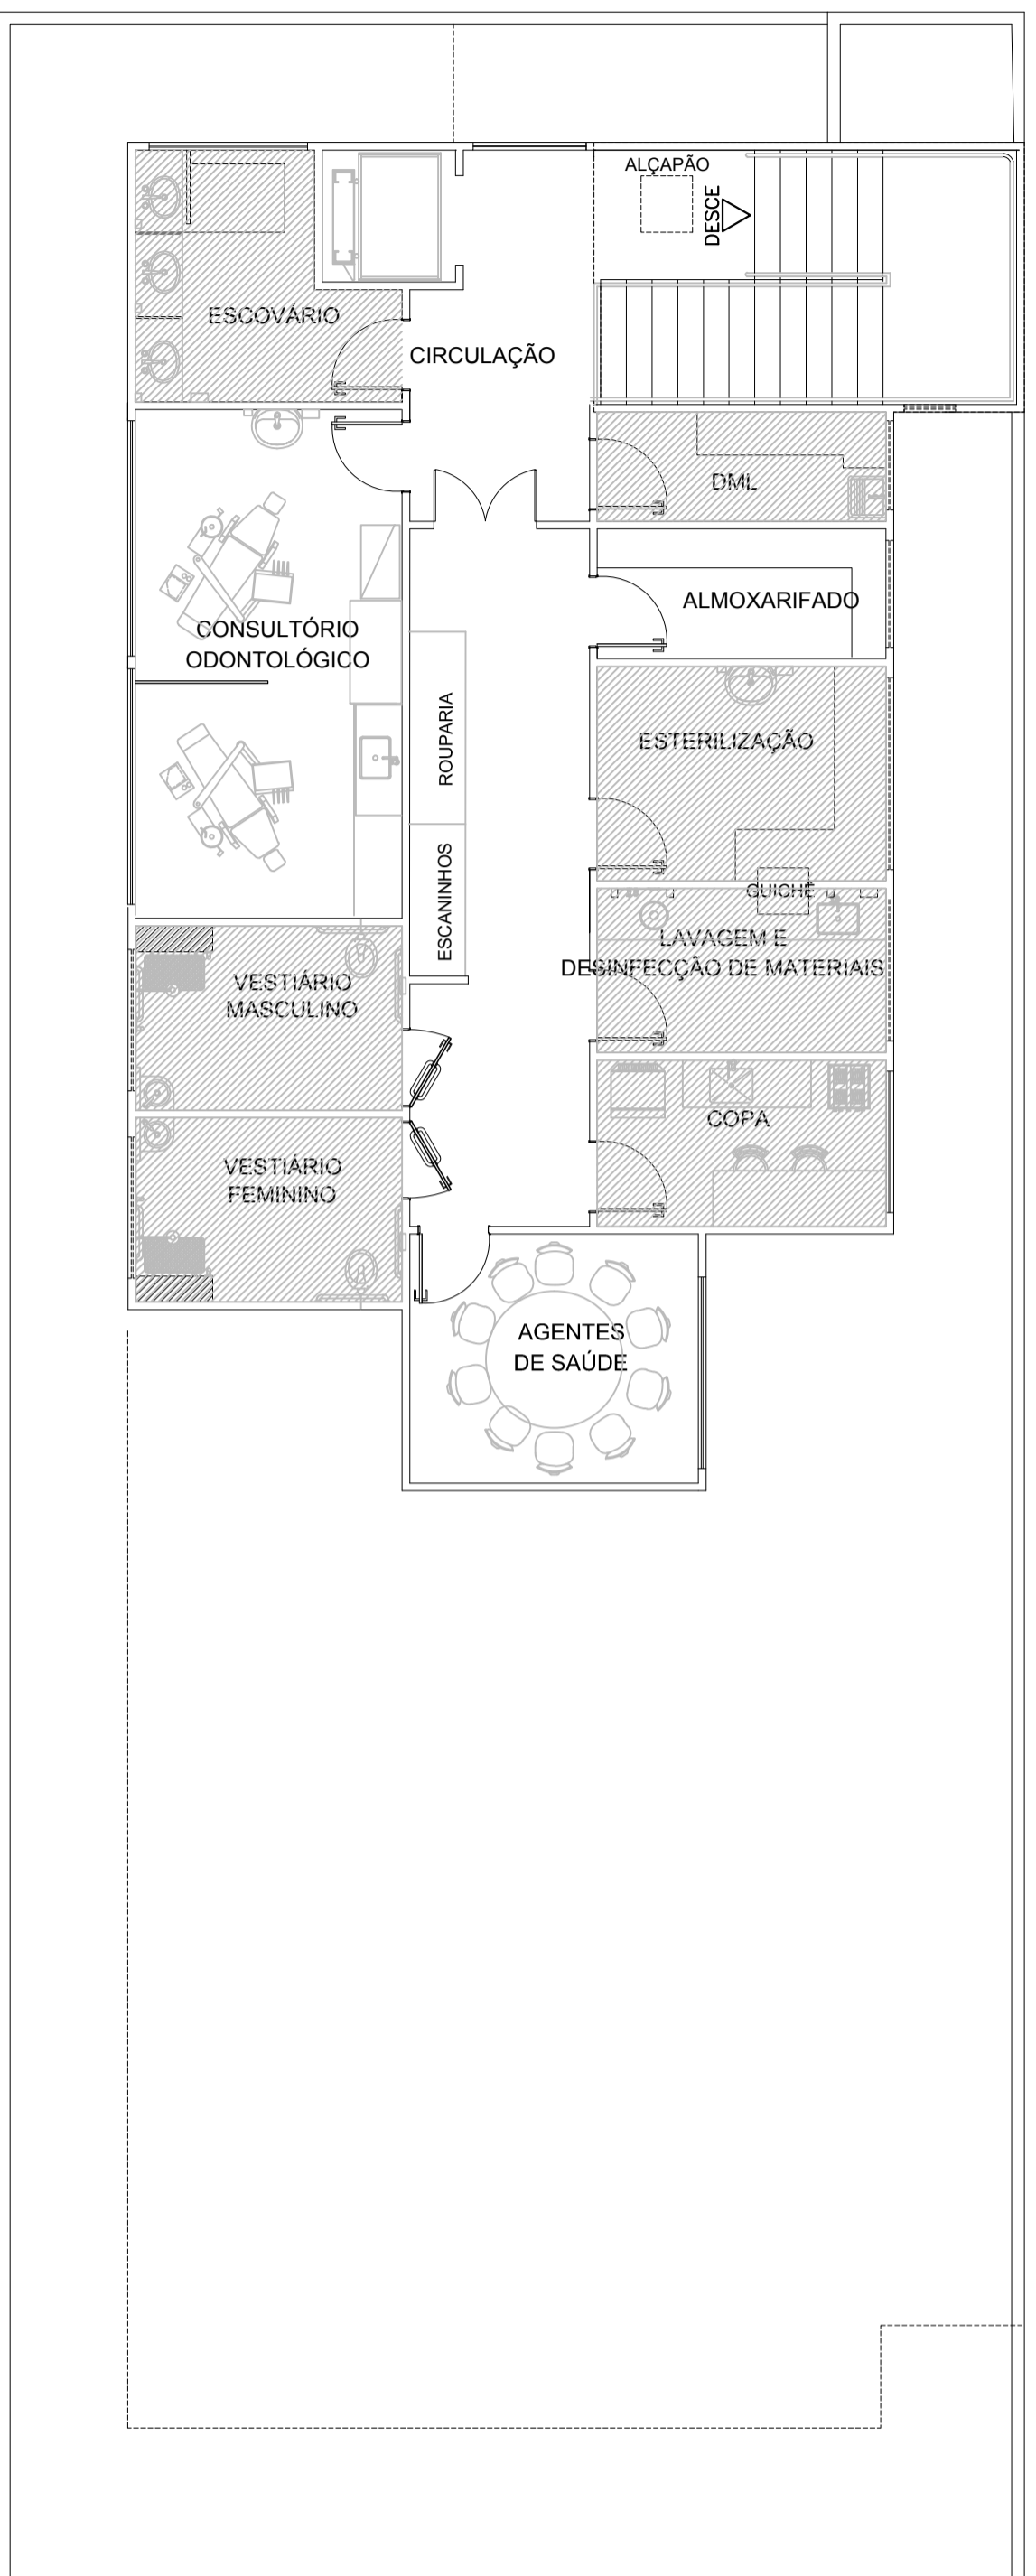 ALÇAPÃO
DESCE
ESCOVÁRIO
CIRCULAÇÃO
DML
ALMOXARIFADO
CONSULTÓRIO
ODONTOLÓGICO
ROUPARIA
ESTERILIZAÇÃO
ESCANINHOS
GUICHÊ
LAVAGEM E
DESINFECÇÃO DE MATERIAIS
VESTIÁRIO
MASCULINO
COPA
VESTIÁRIO
FEMININO
AGENTES
DE SAÚDE